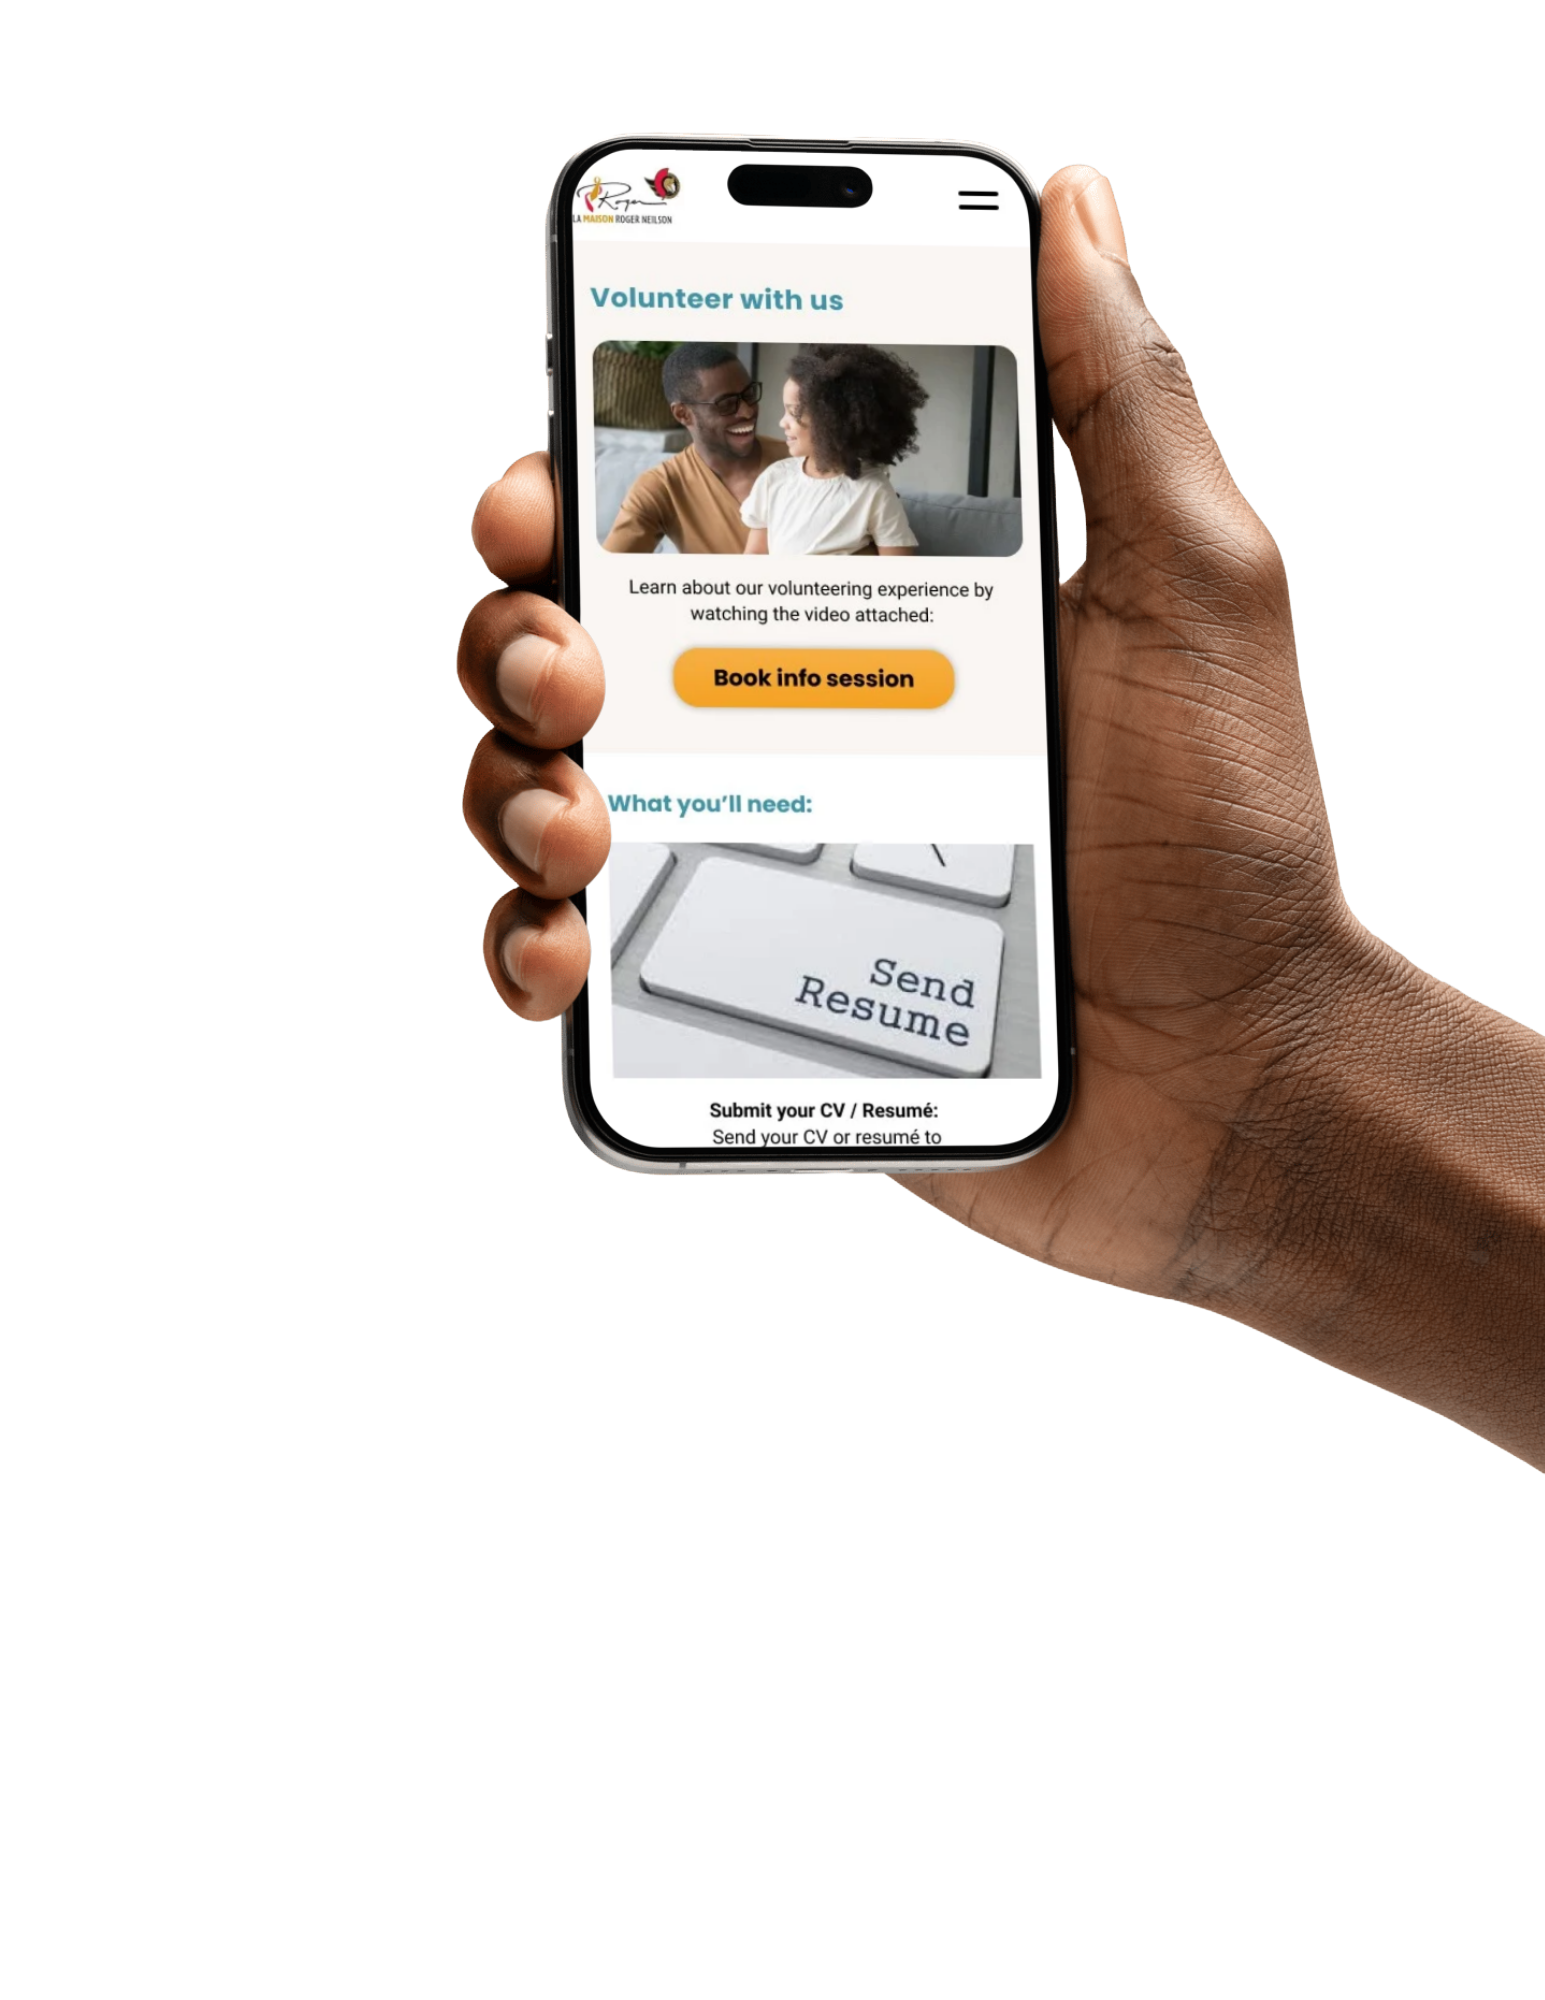 Roger
LA MAISON ROGER NEILSON
Volunteer with us
Learn about our volunteering experience by
watching the video attached:
Book info session
What you’ll need:
Send
Resume
Submit your CV / Resumé:
Send your CV or resumé to